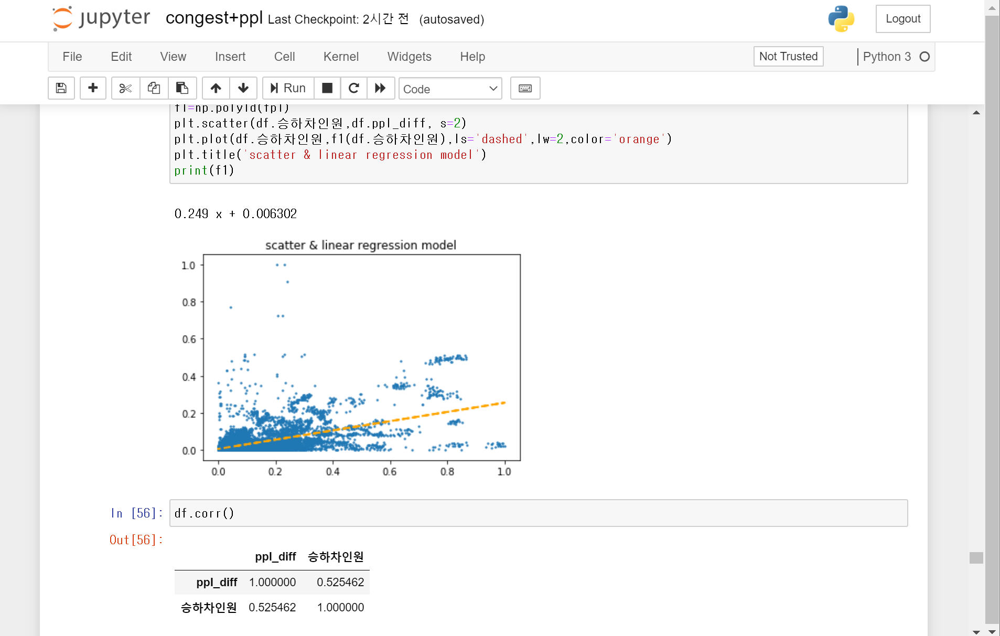 jupyter congest+ppl Last Checkpoint: 2시간 전 (autosaved) Logout
File Edit View Insert Cell Kernel Widgets Help Not Trusted Python 3
Run Code
f1=np.poly1d(fp1)
plt.scatter(df.승하차인원,df.ppl_diff, s=2)
plt.plot(df.승하차인원,f1(df.승하차인원),ls='dashed',lw=2,color='orange')
plt.title('scatter & linear regression model')
print(f1)
0.249 x + 0.006302
scatter & linear regression model
1.0
0.8
0.6
0.4
0.2
0.0
0.0 0.2 0.4 0.6 0.8 1.0
In [56]: df.corr()
Out[56]:
ppl_diff 승하차인원
ppl_diff 1.000000 0.525462
승하차인원 0.525462 1.000000